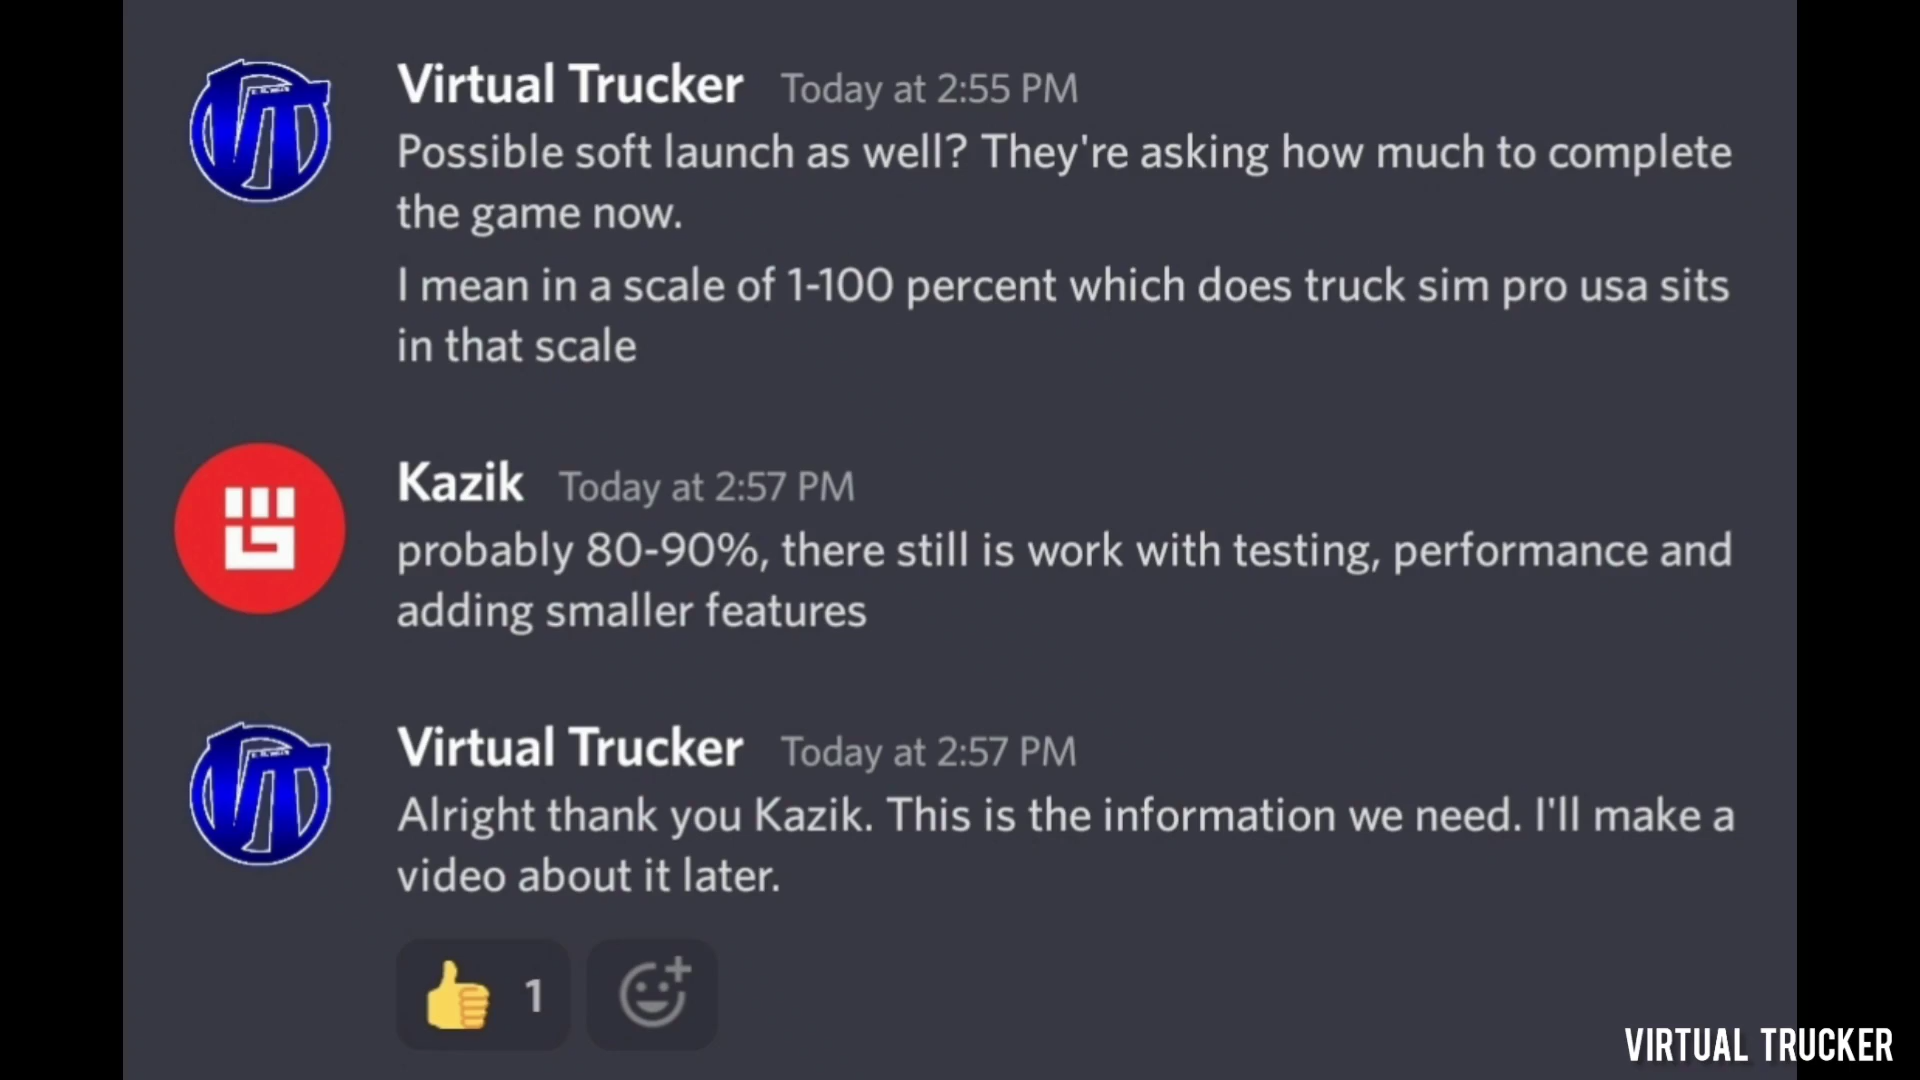 Virtual Trucker Today at 2:55 PM
Possible soft launch as well? They're asking how much to complete
the game now.
I mean in a scale of 1-100 percent which does truck sim pro usa sits
in that scale
Kazik Today at 2:57 PM
probably 80-90%, there still is work with testing, performance and
adding smaller features
Virtual Trucker Today at 2:57 PM
Alright thank you Kazik. This is the information we need. I'll make a
video about it later.
1
VIRTUAL TRUCKER